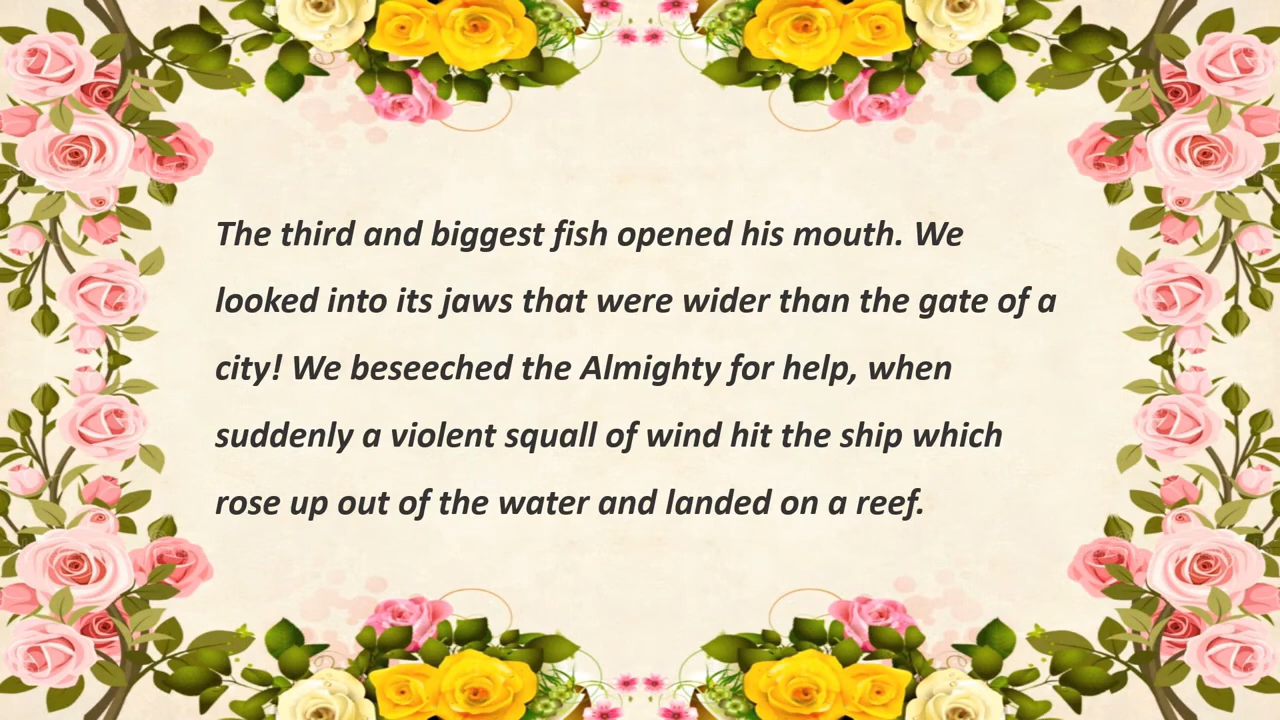 The third and biggest fish opened his mouth. We
looked into its jaws that were wider than the gate of a
city! We beseeched the Almighty for help, when
suddenly a violent squall of wind hit the ship which
rose up out of the water and landed on a reef.